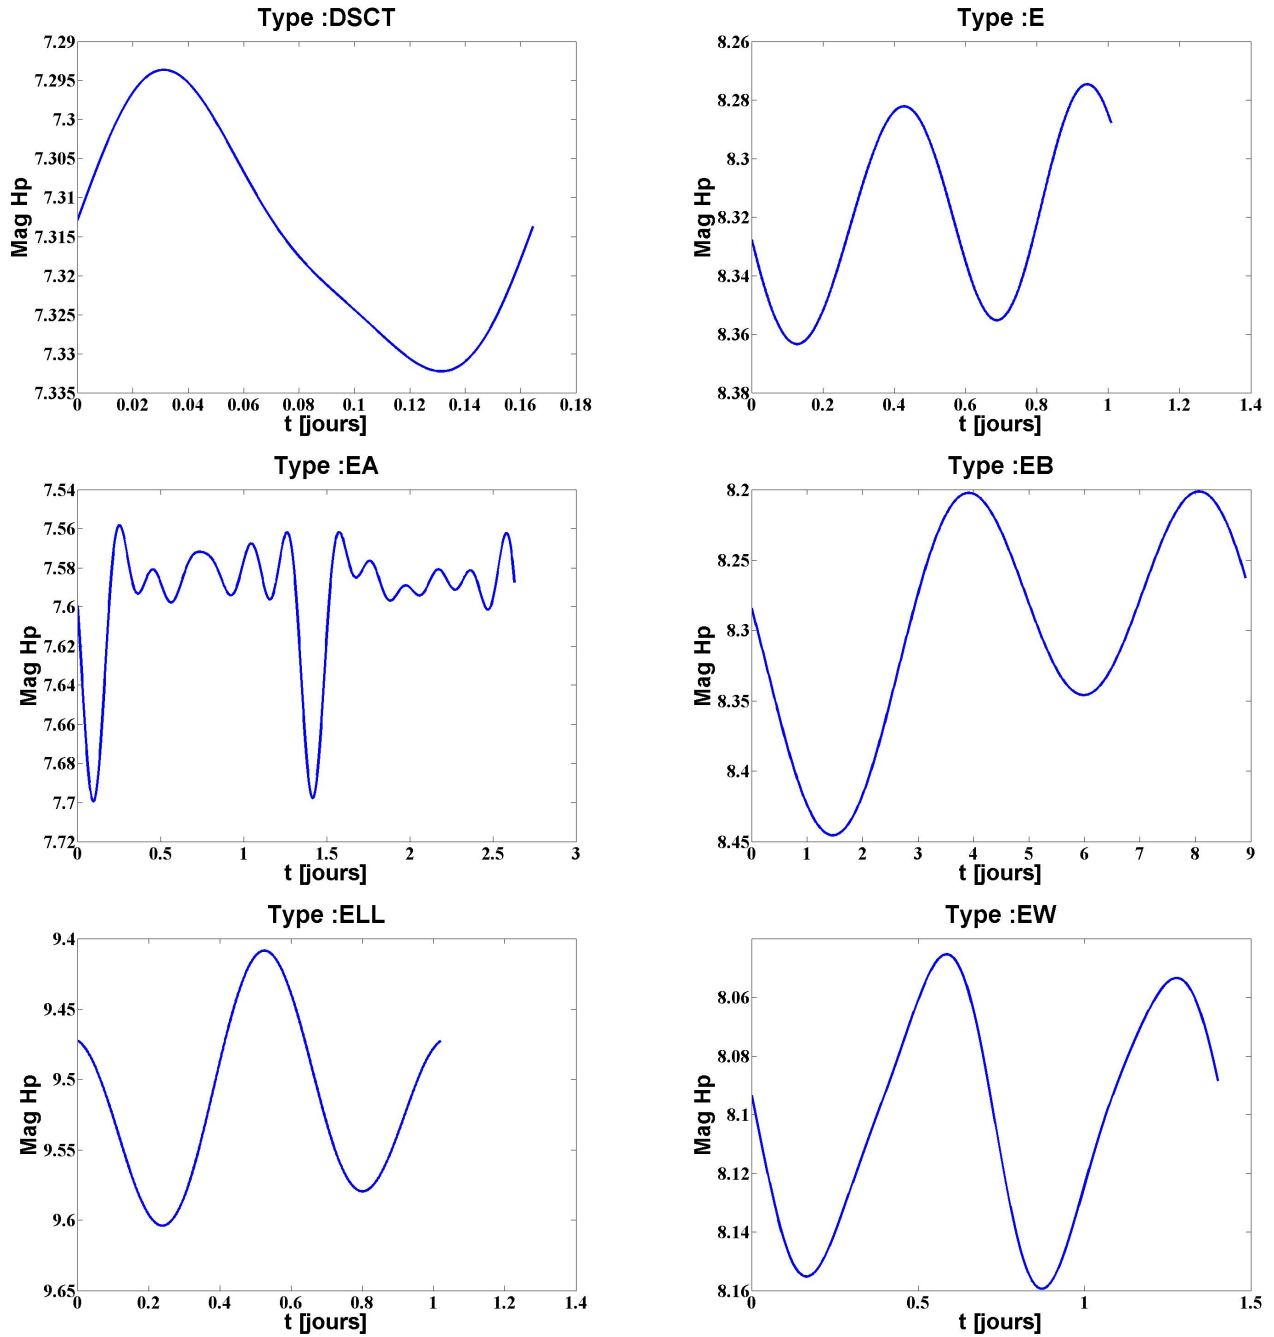 Type :DSCT
7.29
7.295
7.3
7.305
7.31
7.315
7.32
7.325
7.33
7.335
Mag Hp
0 0.02 0.04 0.06 0.08 0.1 0.12 0.14 0.16 0.18
t [jours]
Type :E
8.26
8.28
8.3
8.32
8.34
8.36
8.38
Mag Hp
0 0.2 0.4 0.6 0.8 1 1.2 1.4
t [jours]
Type :EA
7.54
7.56
7.58
7.6
7.62
7.64
7.66
7.68
7.7
7.72
Mag Hp
0 0.5 1 1.5 2 2.5 3
t [jours]
Type :EB
8.2
8.25
8.3
8.35
8.4
8.45
Mag Hp
0 1 2 3 4 5 6 7 8 9
t [jours]
Type :ELL
9.4
9.45
9.5
9.55
9.6
9.65
Mag Hp
0 0.2 0.4 0.6 0.8 1 1.2 1.4
t [jours]
Type :EW
8.06
8.08
8.1
8.12
8.14
8.16
Mag Hp
0 0.5 1 1.5
t [jours]